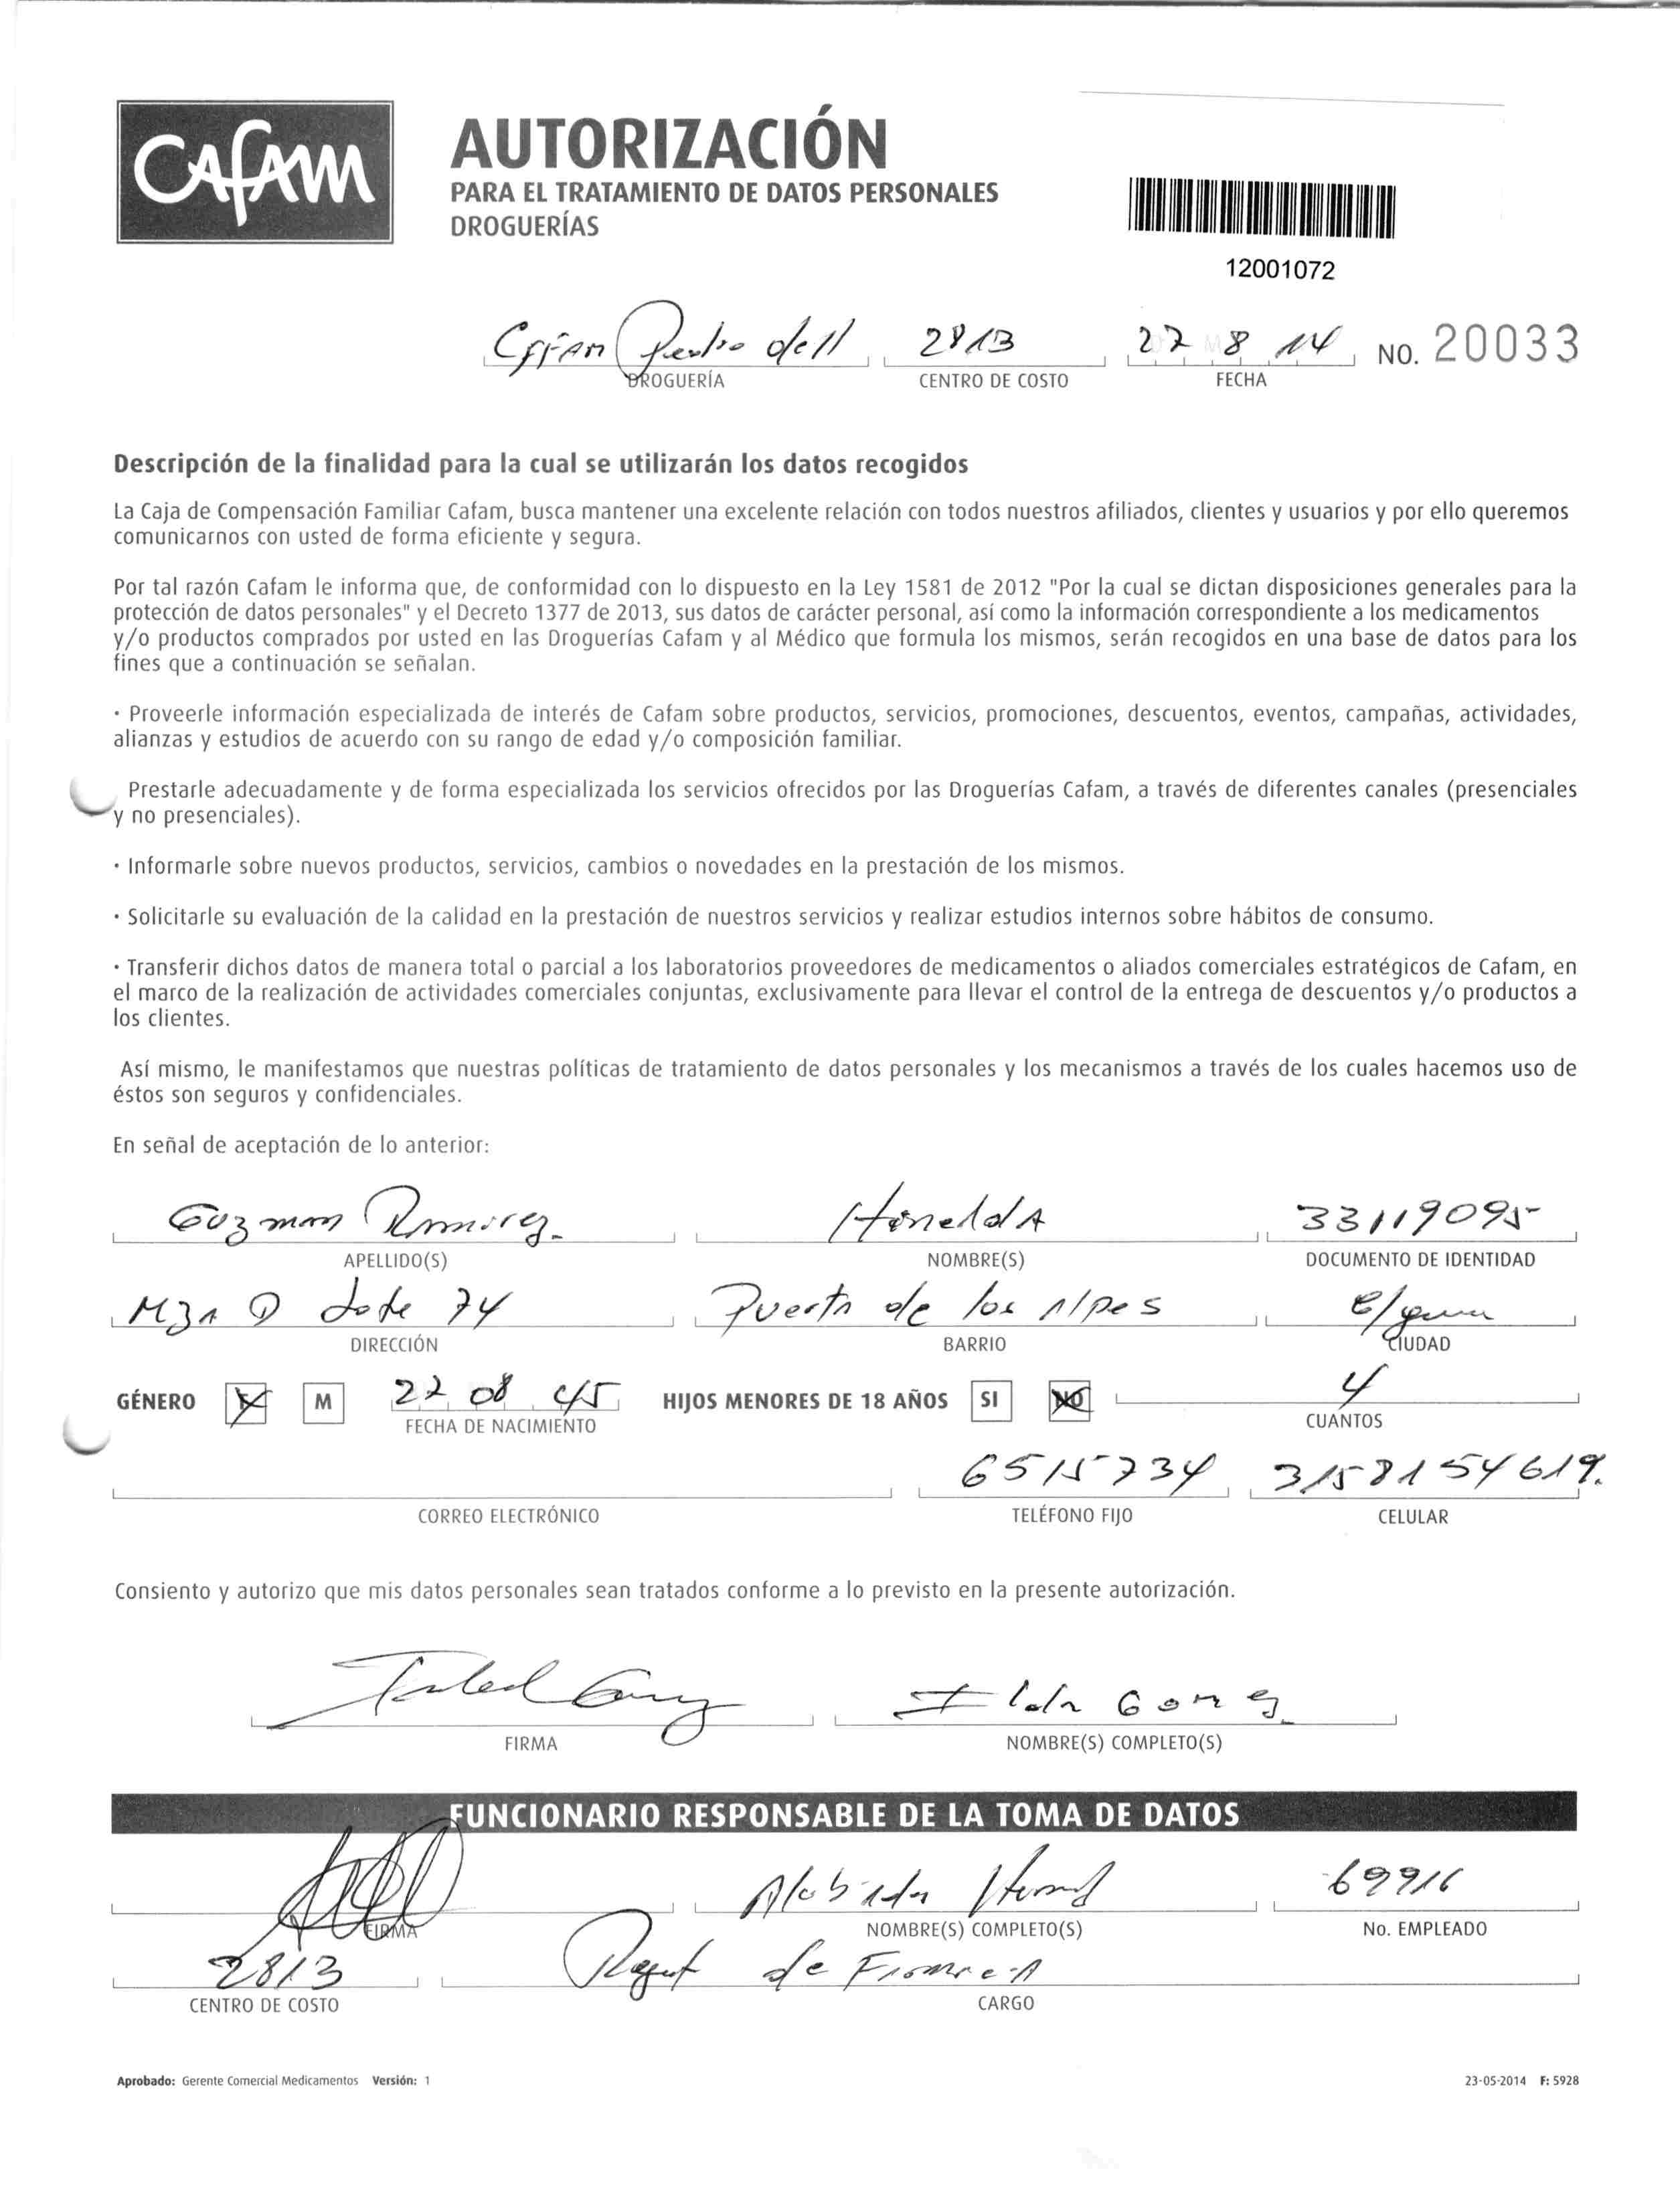 Cafam
AUTORIZACIÓN
PARA EL TRATAMIENTO DE DATOS PERSONALES
DROGUERÍAS
12001072
2813 27 8 14 NO. 20033
DROGUERÍA CENTRO DE COSTO FECHA
Descripción de la finalidad para la cual se utilizarán los datos recogidos
La Caja de Compensación Familiar Cafam, busca mantener una excelente relación con todos nuestros afiliados, clientes y usuarios y por ello queremos
comunicarnos con usted de forma eficiente y segura.
Por tal razón Cafam le informa que, de conformidad con lo dispuesto en la Ley 1581 de 2012 "Por la cual se dictan disposiciones generales para la
protección de datos personales" y el Decreto 1377 de 2013, sus datos de carácter personal, así como la información correspondiente a los medicamentos
y/o productos comprados por usted en las Droguerías Cafam y al Médico que formula los mismos, serán recogidos en una base de datos para los
fines que a continuación se señalan.
· Proveerle información especializada de interés de Cafam sobre productos, servicios, promociones, descuentos, eventos, campañas, actividades,
alianzas y estudios de acuerdo con su rango de edad y/o composición familiar.
Prestarle adecuadamente y de forma especializada los servicios ofrecidos por las Droguerías Cafam, a través de diferentes canales (presenciales
y no presenciales).
· Informarle sobre nuevos productos, servicios, cambios o novedades en la prestación de los mismos.
· Solicitarle su evaluación de la calidad en la prestación de nuestros servicios y realizar estudios internos sobre hábitos de consumo.
· Transferir dichos datos de manera total o parcial a los laboratorios proveedores de medicamentos o aliados comerciales estratégicos de Cafam, en
el marco de la realización de actividades comerciales conjuntas, exclusivamente para llevar el control de la entrega de descuentos y/o productos a
los clientes.
Así mismo, le manifestamos que nuestras políticas de tratamiento de datos personales y los mecanismos a través de los cuales hacemos uso de
éstos son seguros y confidenciales.
En señal de aceptación de lo anterior:
Guzman Ramirez 33119095
APELLIDO(S) NOMBRE(S) DOCUMENTO DE IDENTIDAD
Mza D Lote 74 Puerta de los Alpes
DIRECCIÓN BARRIO CIUDAD
GÉNERO M 22 08 45 HIJOS MENORES DE 18 AÑOS SI NO 4
FECHA DE NACIMIENTO CUANTOS
6515734 31581154619.
CORREO ELECTRÓNICO TELÉFONO FIJO CELULAR
Consiento y autorizo que mis datos personales sean tratados conforme a lo previsto en la presente autorización.
Ilda Gomez
FIRMA NOMBRE(S) COMPLETO(S)
FUNCIONARIO RESPONSABLE DE LA TOMA DE DATOS
69916
FIRMA NOMBRE(S) COMPLETO(S) No. EMPLEADO
2813 de
CENTRO DE COSTO CARGO
Aprobado: Gerente Comercial Medicamentos Versión: 1 23-05-2014 F: 5928